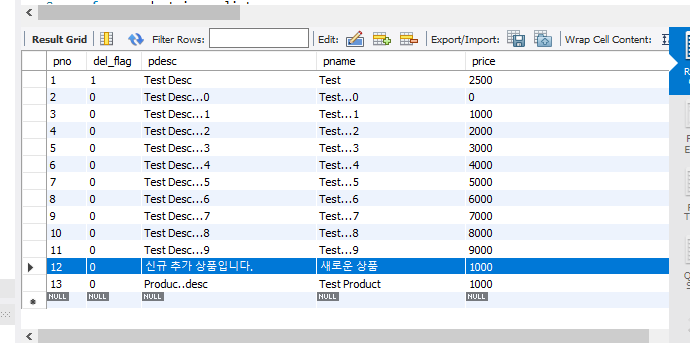 Result Grid Filter Rows: Edit: Export/Import: Wrap Cell Content:
pno del_flag pdesc pname price
1 1 Test Desc Test 2500
2 0 Test Desc...0 Test...0 0
3 0 Test Desc...1 Test...1 1000
4 0 Test Desc...2 Test...2 2000
5 0 Test Desc...3 Test...3 3000
6 0 Test Desc...4 Test...4 4000
7 0 Test Desc...5 Test...5 5000
8 0 Test Desc...6 Test...6 6000
9 0 Test Desc...7 Test...7 7000
10 0 Test Desc...8 Test...8 8000
11 0 Test Desc...9 Test...9 9000
12 0 신규 추가 상품입니다. 새로운 상품 1000
13 0 Produc..desc Test Product 1000
NULL NULL NULL NULL NULL